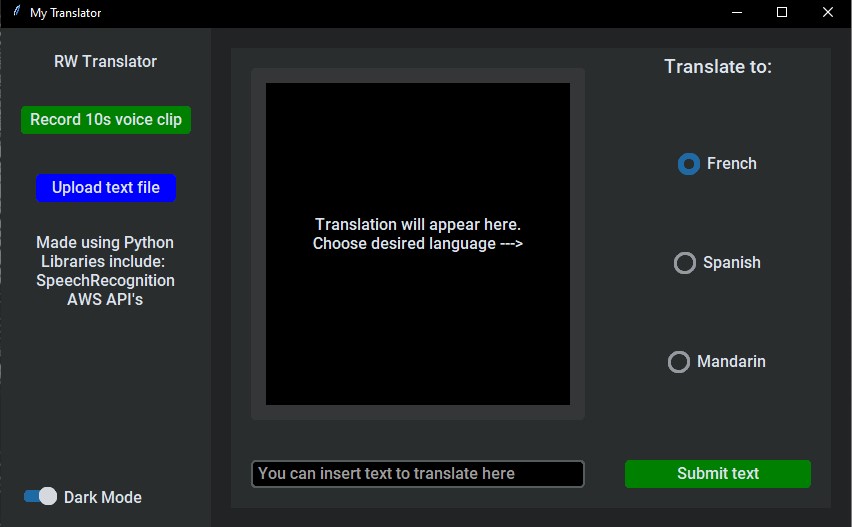 My Translator
RW Translator
Record 10s voice clip
Upload text file
Made using Python
Libraries include:
SpeechRecognition
AWS API's
Dark Mode
Translation will appear here.
Choose desired language --->
You can insert text to translate here
Translate to:
French
Spanish
Mandarin
Submit text